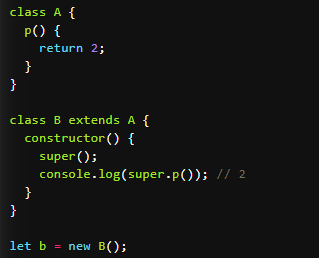 class A {
  p() {
    return 2;
  }
}

class B extends A {
  constructor() {
    super();
    console.log(super.p()); // 2
  }
}

let b = new B();